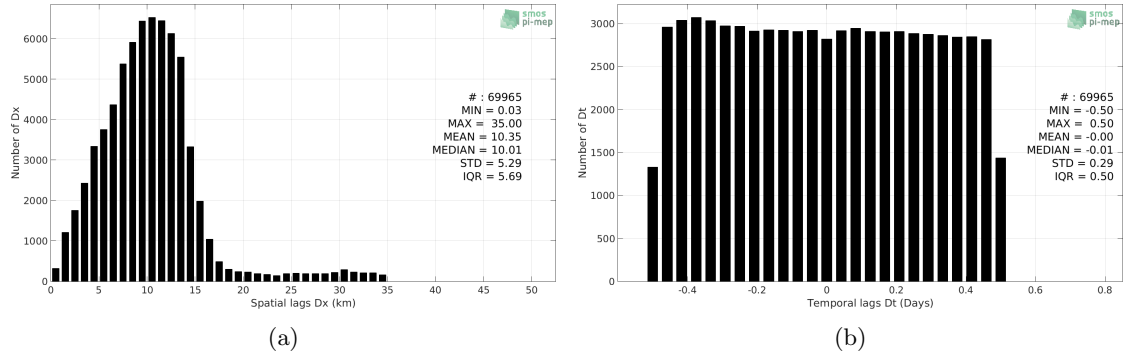 smos
pi-mep
Number of Dx
6000
5000
4000
3000
2000
1000
0
# : 69965
MIN = 0.03
MAX = 35.00
MEAN = 10.35
MEDIAN = 10.01
STD = 5.29
IQR = 5.69
0 5 10 15 20 25 30 35 40 45 50
Spatial lags Dx (km)
(a)
smos
pi-mep
Number of Dt
3000
2500
2000
1500
1000
500
0
# : 69965
MIN = -0.50
MAX = 0.50
MEAN = -0.00
MEDIAN = -0.01
STD = 0.29
IQR = 0.50
-0.4 -0.2 0 0.2 0.4 0.6 0.8
Temporal lags Dt (Days)
(b)